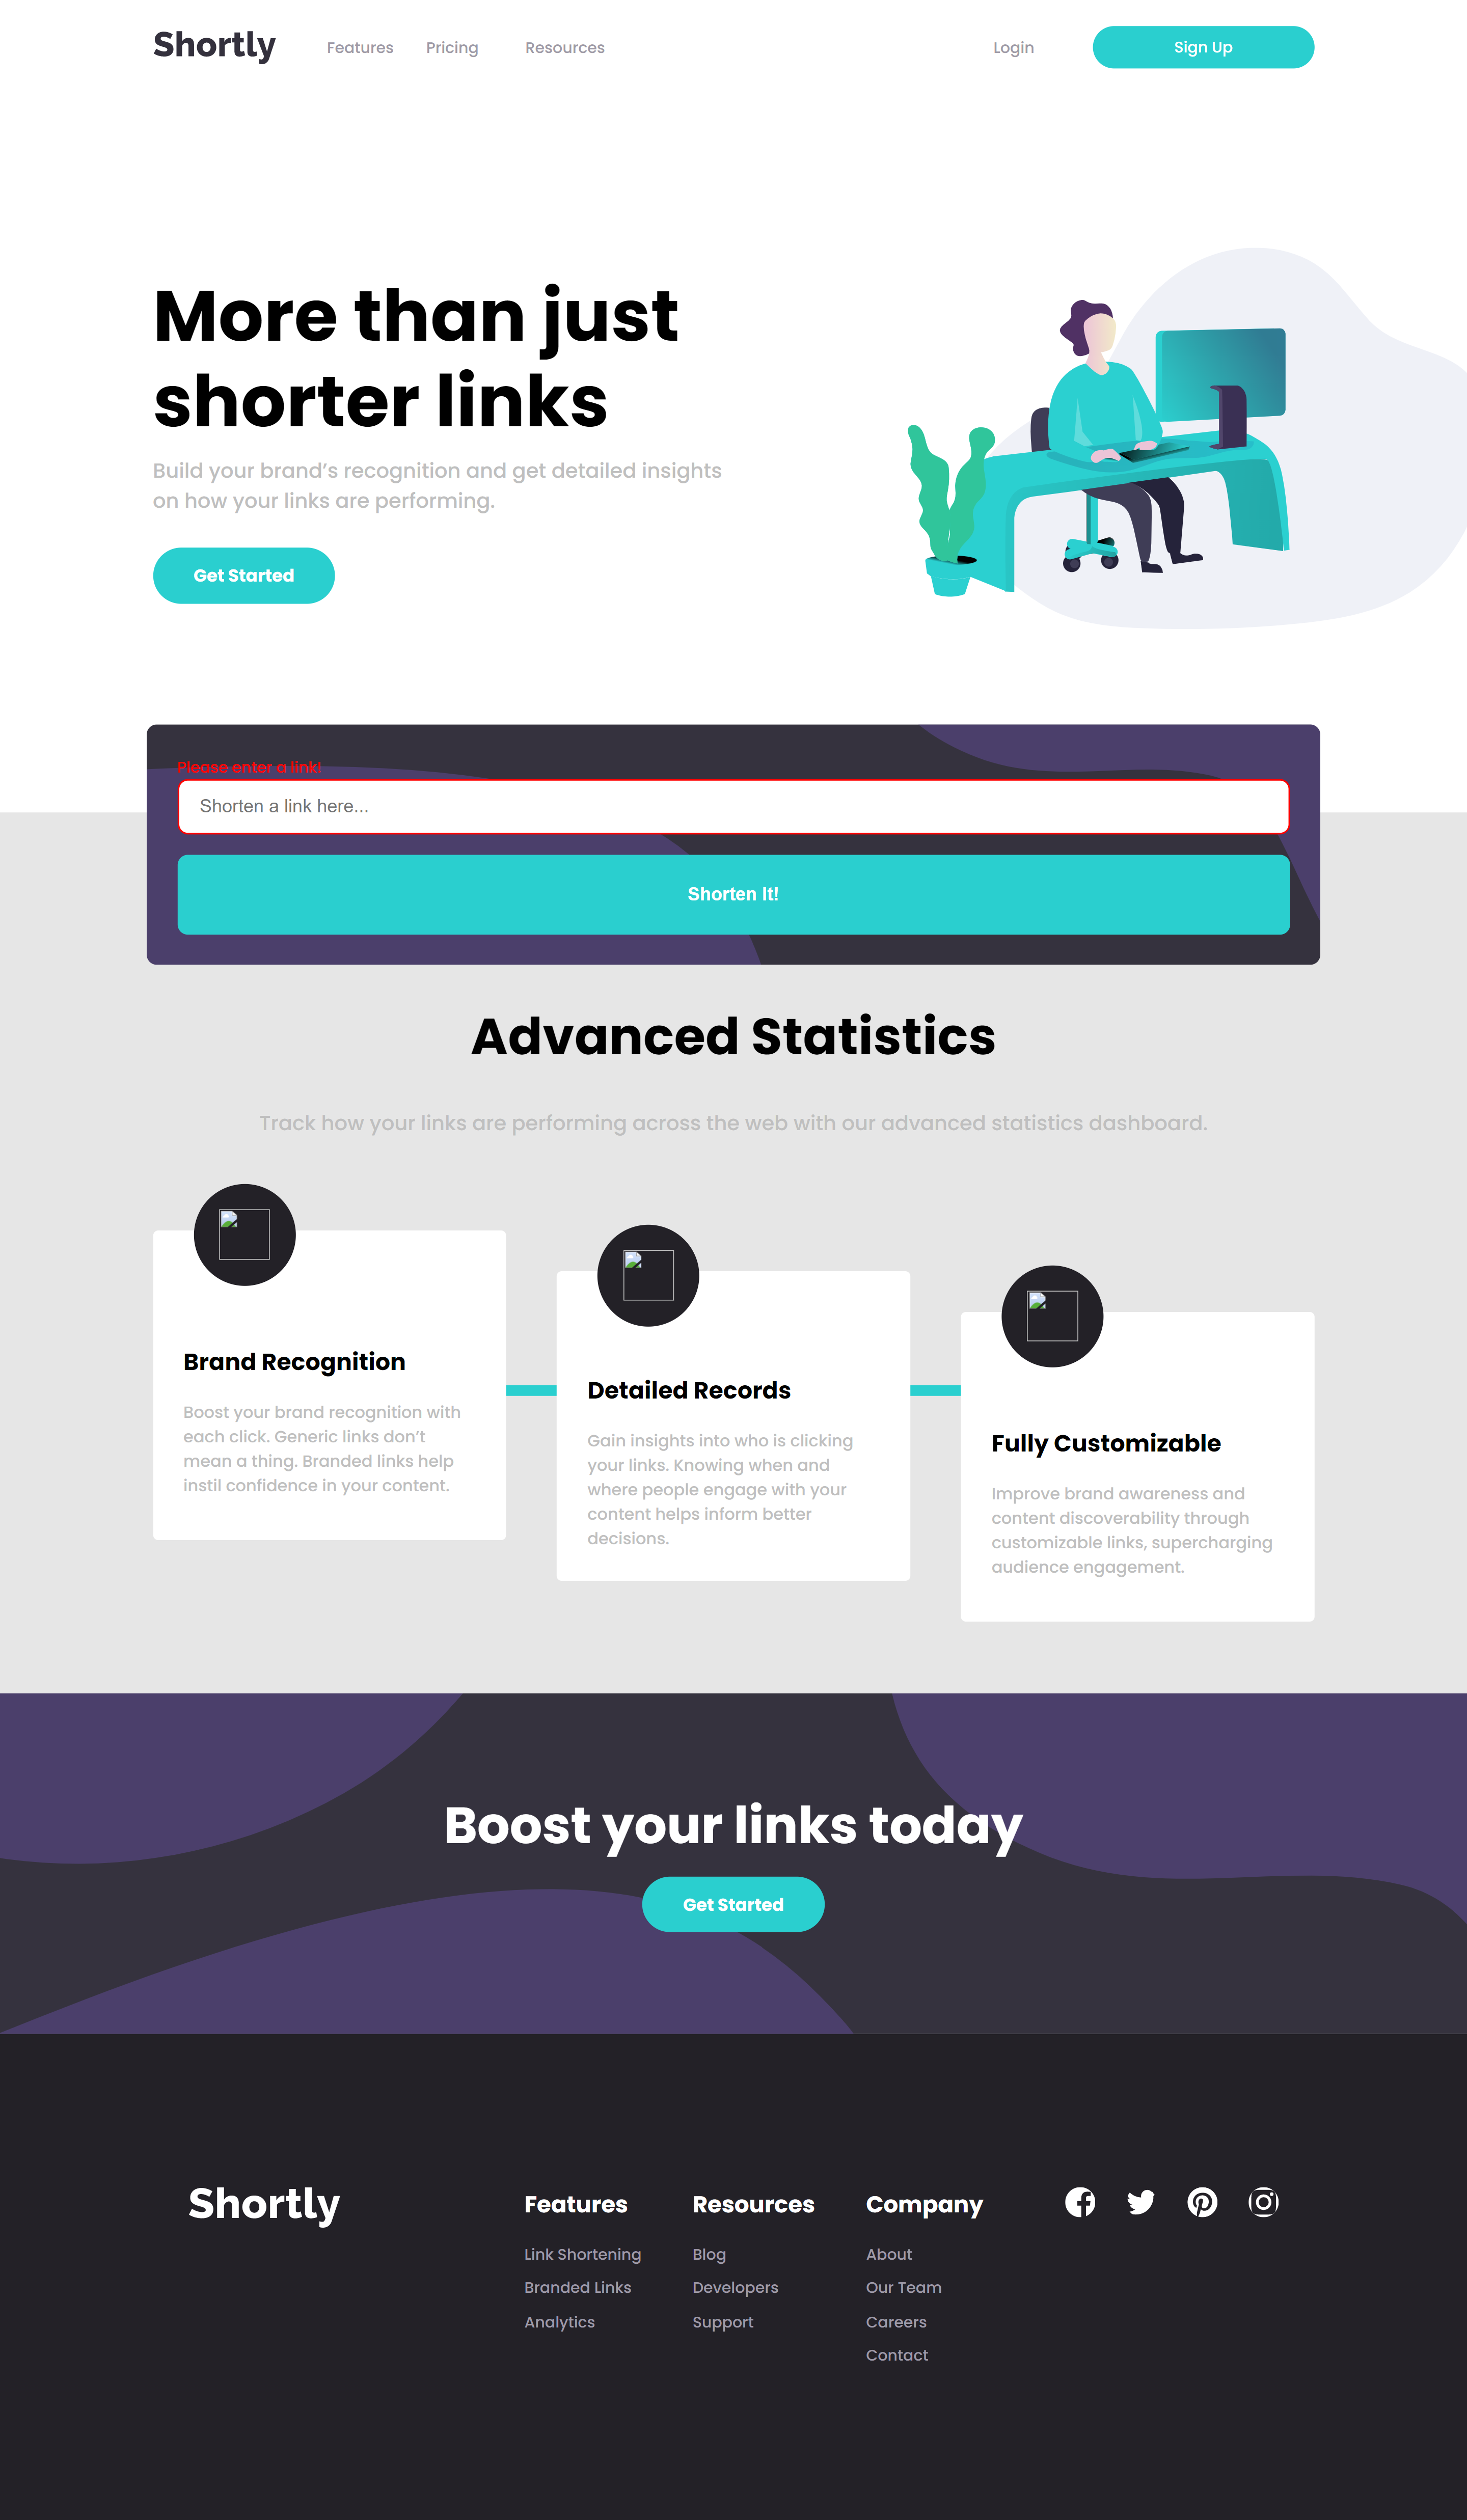 Shortly
Features
Pricing
Resources
Login
Sign Up
More than just
shorter links
Build your brand’s recognition and get detailed insights
on how your links are performing.
Get Started
Please enter a link!
Shorten a link here...
Shorten It!
Advanced Statistics
Track how your links are performing across the web with our advanced statistics dashboard.
Brand Recognition
Boost your brand recognition with
each click. Generic links don’t
mean a thing. Branded links help
instil confidence in your content.
Detailed Records
Gain insights into who is clicking
your links. Knowing when and
where people engage with your
content helps inform better
decisions.
Fully Customizable
Improve brand awareness and
content discoverability through
customizable links, supercharging
audience engagement.
Boost your links today
Get Started
Shortly
Features
Link Shortening
Branded Links
Analytics
Resources
Blog
Developers
Support
Company
About
Our Team
Careers
Contact